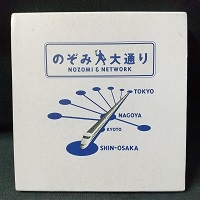 のぞみ大通り
NOZOMI & NETWORK
TOKYO
NAGOYA
KYOTO
SHIN-OSAKA